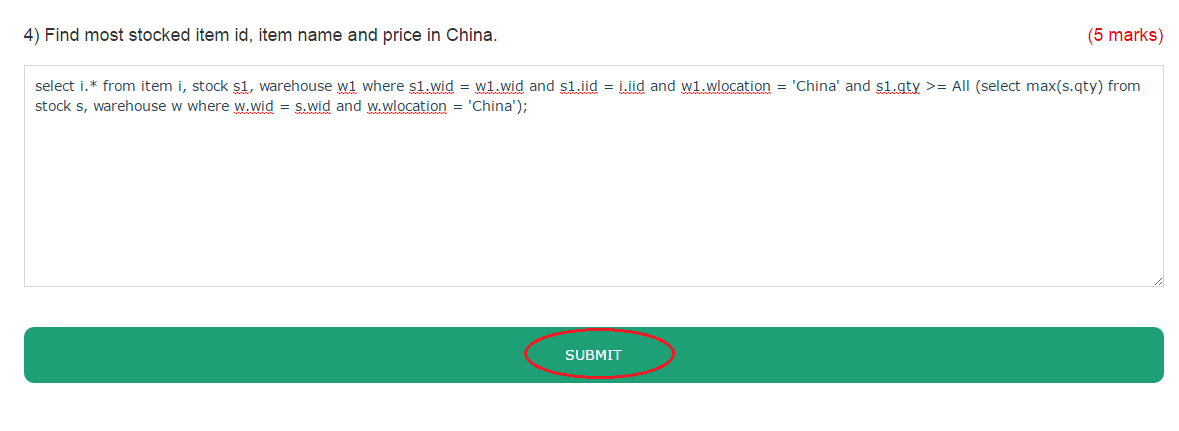 4) Find most stocked item id, item name and price in China.
(5 marks)
select i.* from item i, stock s1, warehouse w1 where s1.wid = w1.wid and s1.iid = i.iid and w1.wlocation = 'China' and s1.qty >= All (select max(s.qty) from
stock s, warehouse w where w.wid = s.wid and w.wlocation = 'China');
SUBMIT